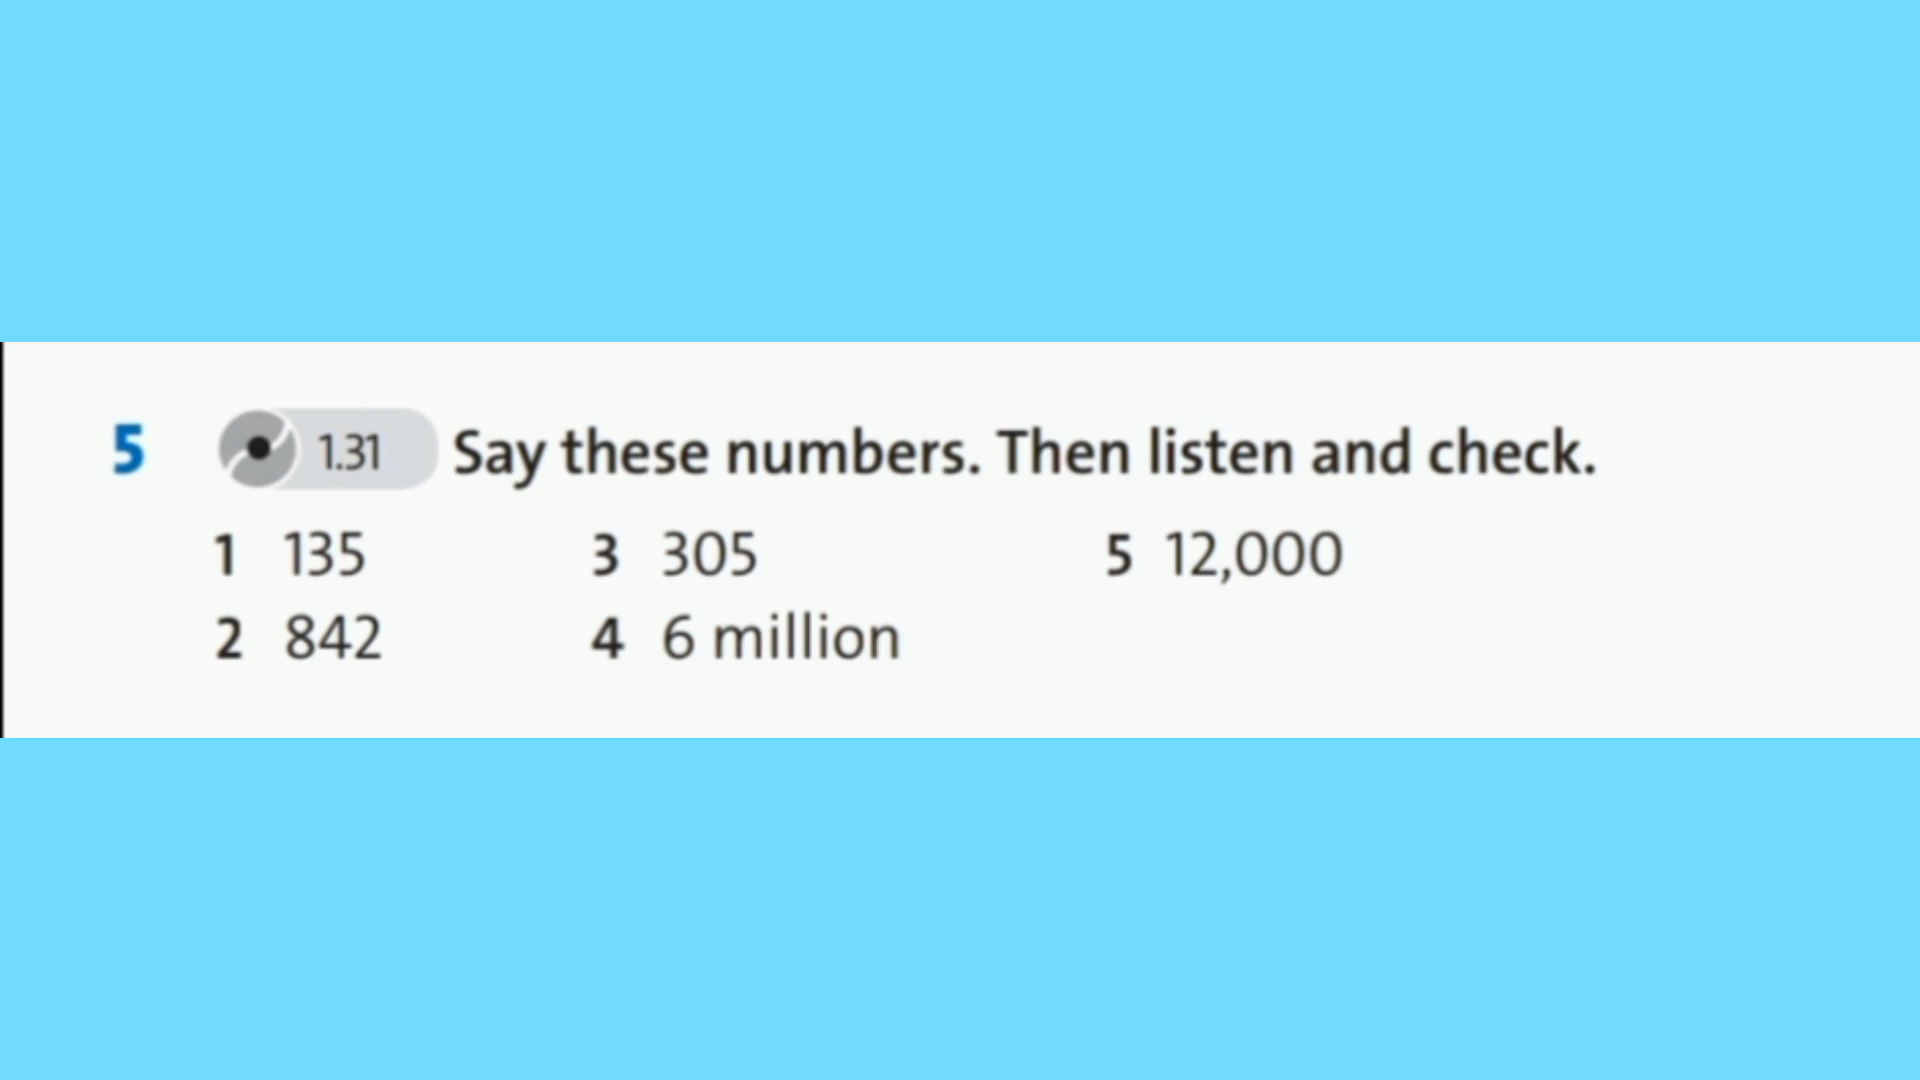 5 1.31 Say these numbers. Then listen and check.
1 135 3 305 5 12,000
2 842 4 6 million